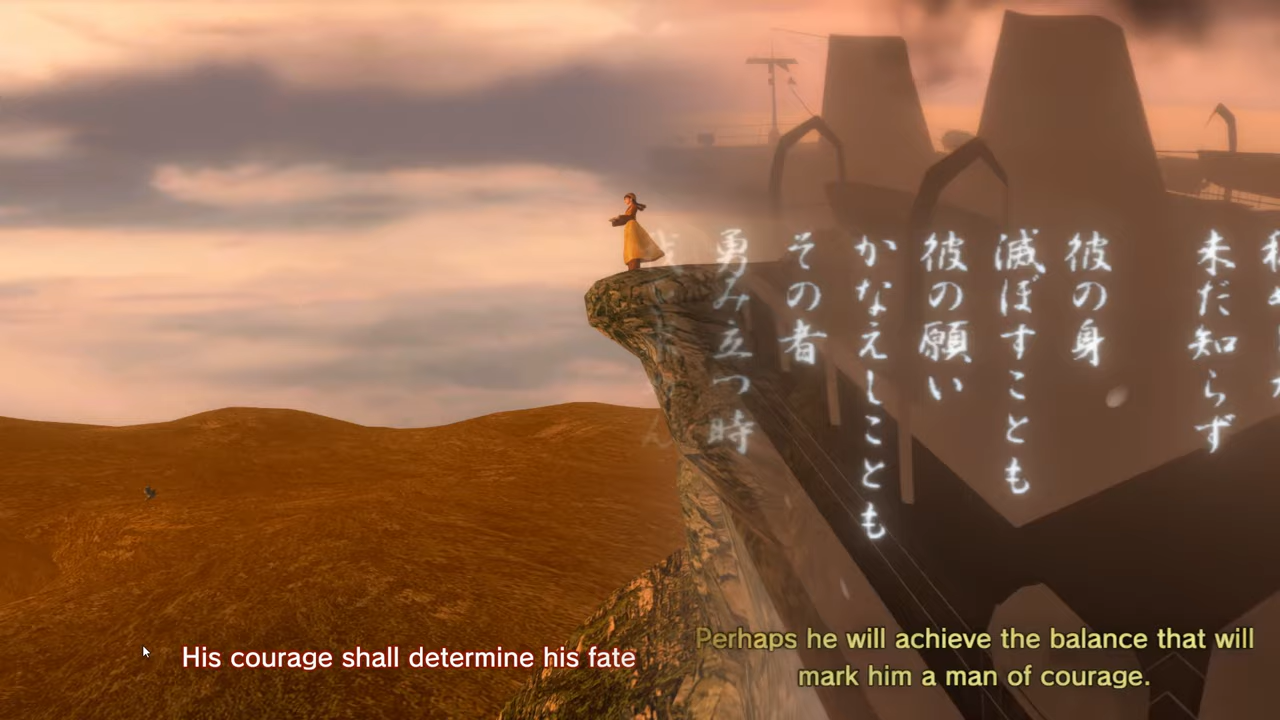 未だ知らず
彼の身
滅ぼすことも
彼の願い
かなえしことも
その者
勇み立つ時
His courage shall determine his fate
Perhaps he will achieve the balance that will
mark him a man of courage.